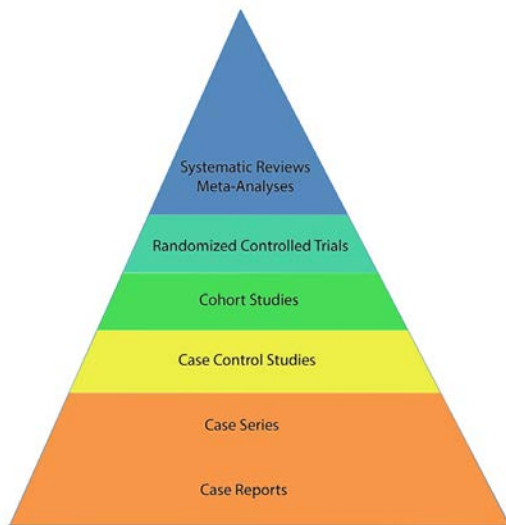 Systematic Reviews
Meta-Analyses
Randomized Controlled Trials
Cohort Studies
Case Control Studies
Case Series
Case Reports